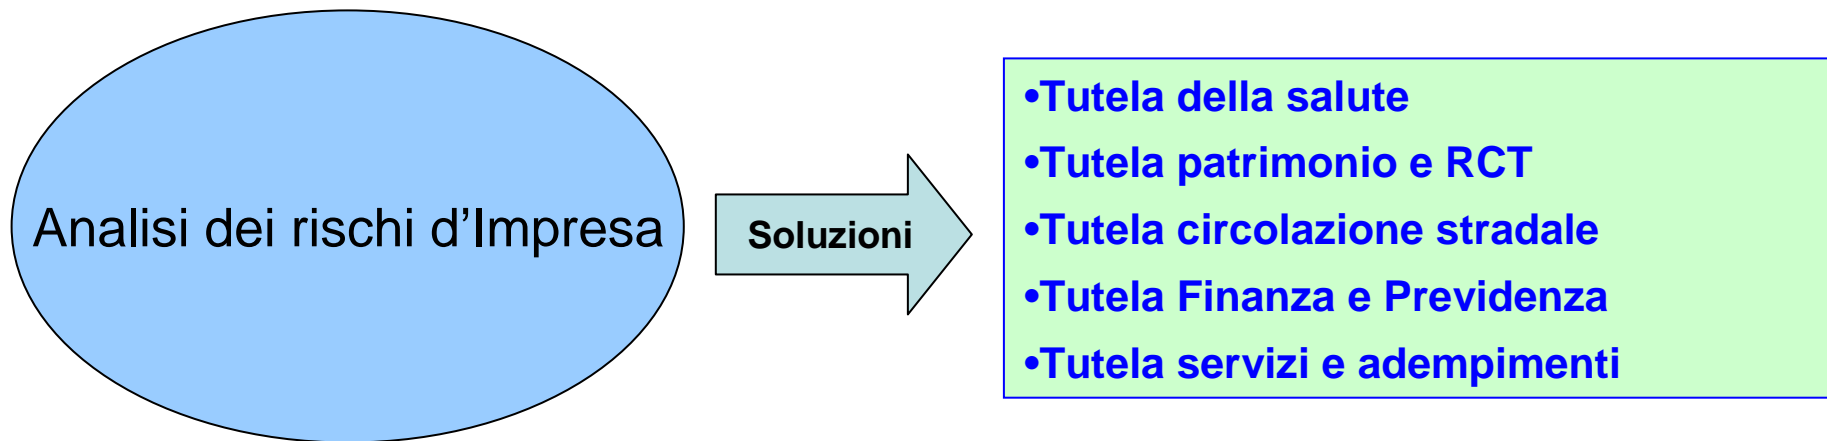 Analisi dei rischi d’Impresa
Soluzioni
•Tutela della salute
•Tutela patrimonio e RCT
•Tutela circolazione stradale
•Tutela Finanza e Previdenza
•Tutela servizi e adempimenti